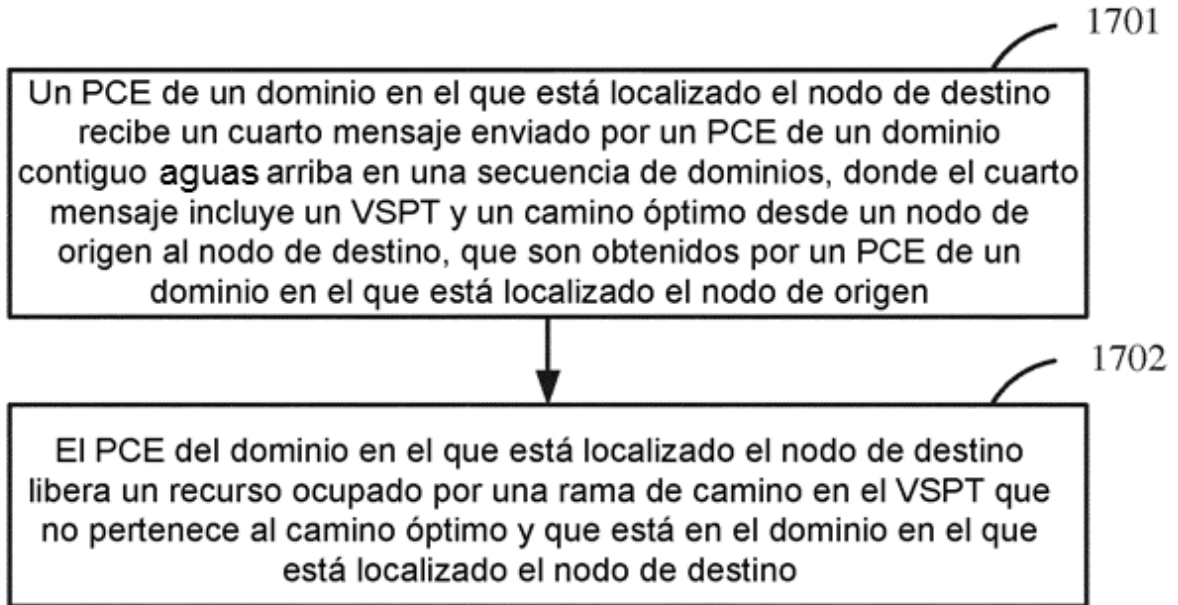 1701
Un PCE de un dominio en el que está localizado el nodo de destino
recibe un cuarto mensaje enviado por un PCE de un dominio
contiguo aguas arriba en una secuencia de dominios, donde el cuarto
mensaje incluye un VSPT y un camino óptimo desde un nodo de
origen al nodo de destino, que son obtenidos por un PCE de un
dominio en el que está localizado el nodo de origen
1702
El PCE del dominio en el que está localizado el nodo de destino
libera un recurso ocupado por una rama de camino en el VSPT que
no pertenece al camino óptimo y que está en el dominio en el que
está localizado el nodo de destino